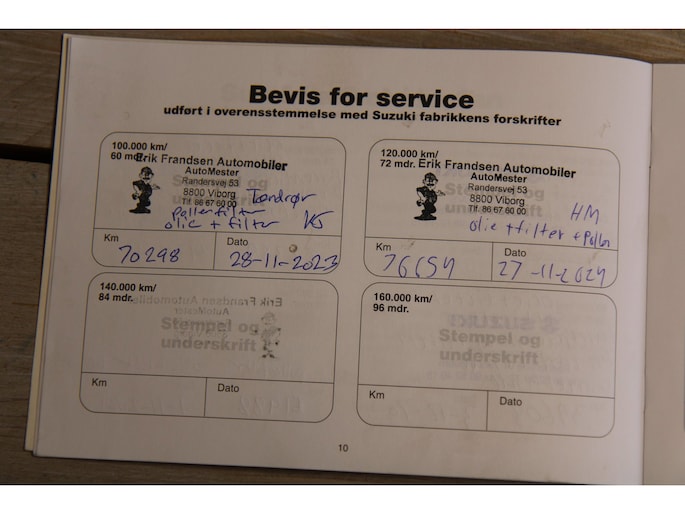 Bevis for service
udført i overensstemmelse med Suzuki fabrikkens forskrifter
100.000 km/
60 mdr.
Erik Frandsen Automobiler
AutoMester
Randersvej 53
8800 Viborg
Tlf. 86 67 60 00
Tændrør
pollenfilter
olie + filter KS
Km
70298
Dato
28-11-2023
120.000 km/
72 mdr.
Erik Frandsen Automobiler
AutoMester
Randersvej 53
8800 Viborg
Tlf. 86 67 60 00
HM
olie + filter + Pollen
Stempel og
Km
76654
Dato
27-11-2024
140.000 km/
84 mdr.
Stempel og
underskrift
Km
Dato
160.000 km/
96 mdr.
Stempel og
underskrift
Km
Dato
10